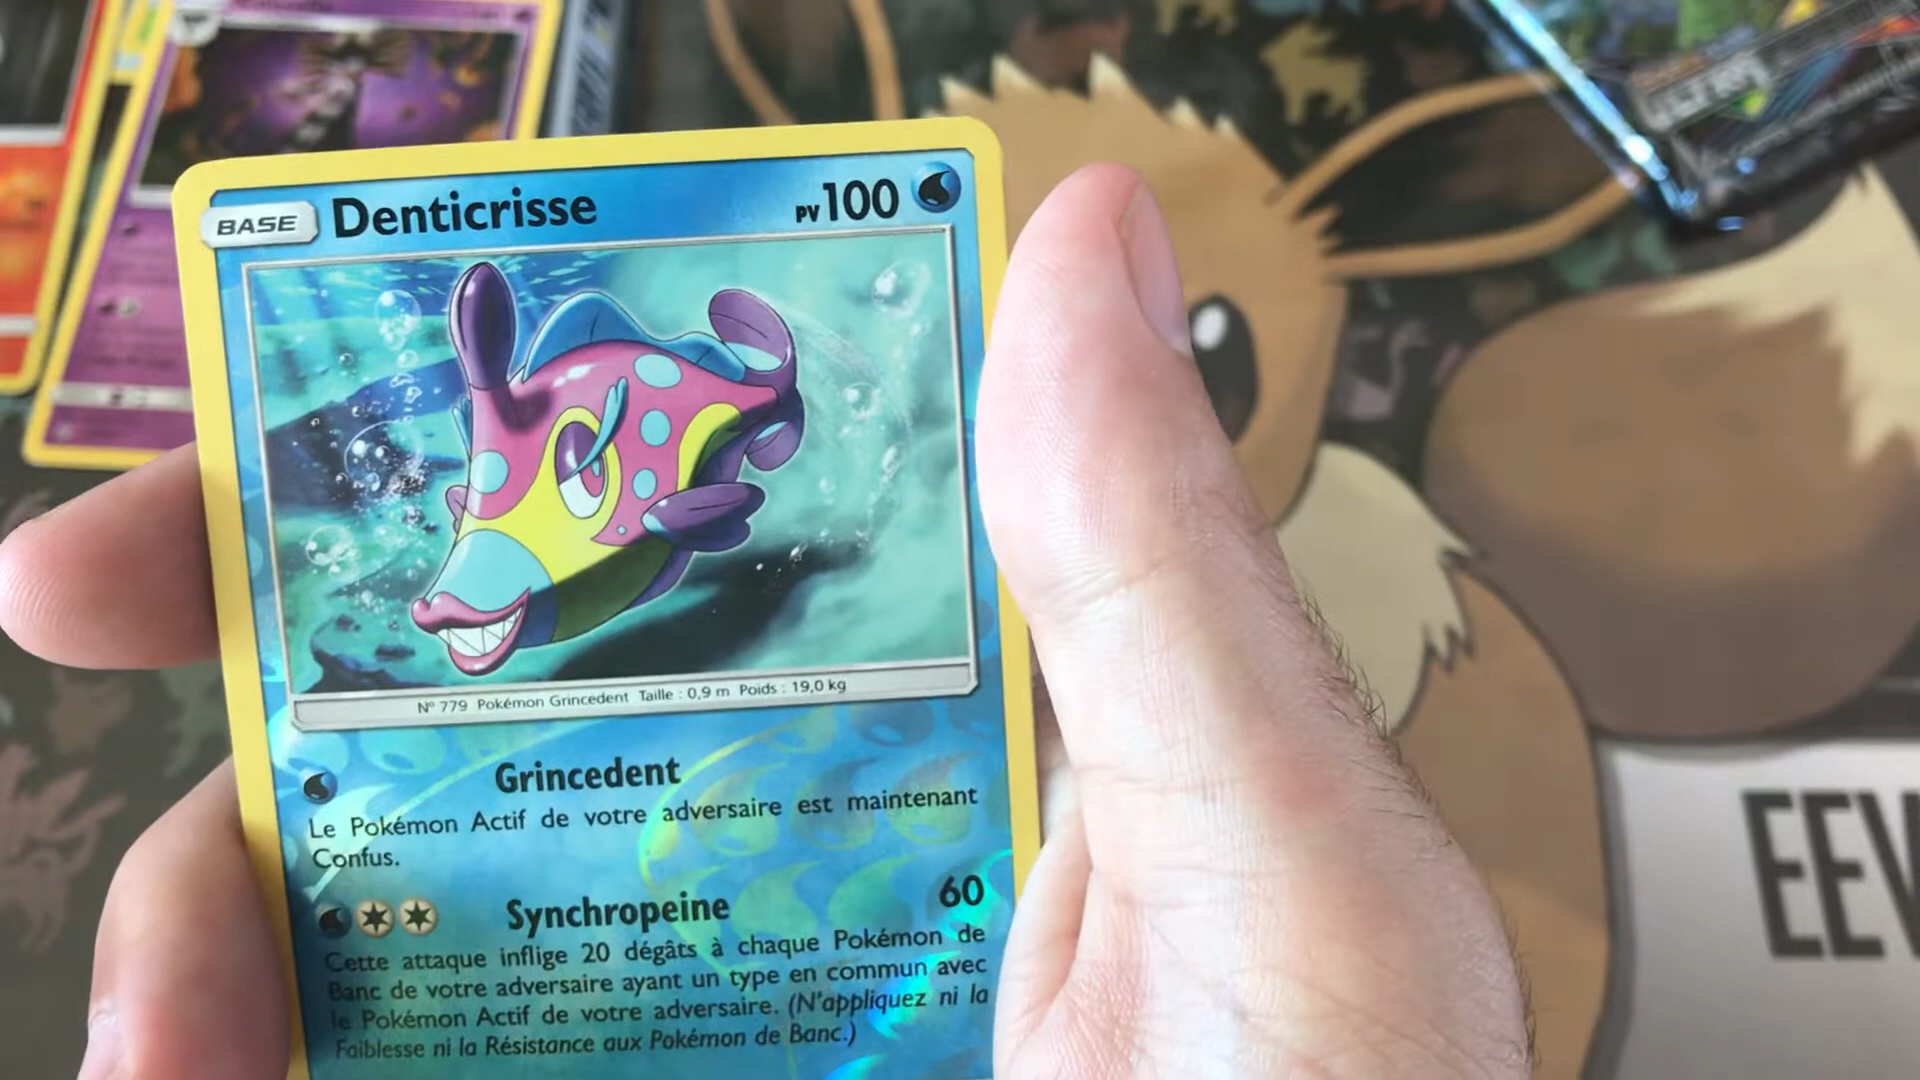 BASE Denticrisse PV100
Nº 779 Pokémon Grincedent Taille : 0,9 m Poids : 19,0 kg
Grincedent
Le Pokémon Actif de votre adversaire est maintenant
Confus.
Synchropeine 60
Cette attaque inflige 20 dégâts à chaque Pokémon de
Banc de votre adversaire ayant un type en commun avec
le Pokémon Actif de votre adversaire. (N'appliquez ni la
Faiblesse ni la Résistance aux Pokémon de Banc.)
ULTRA
EEV